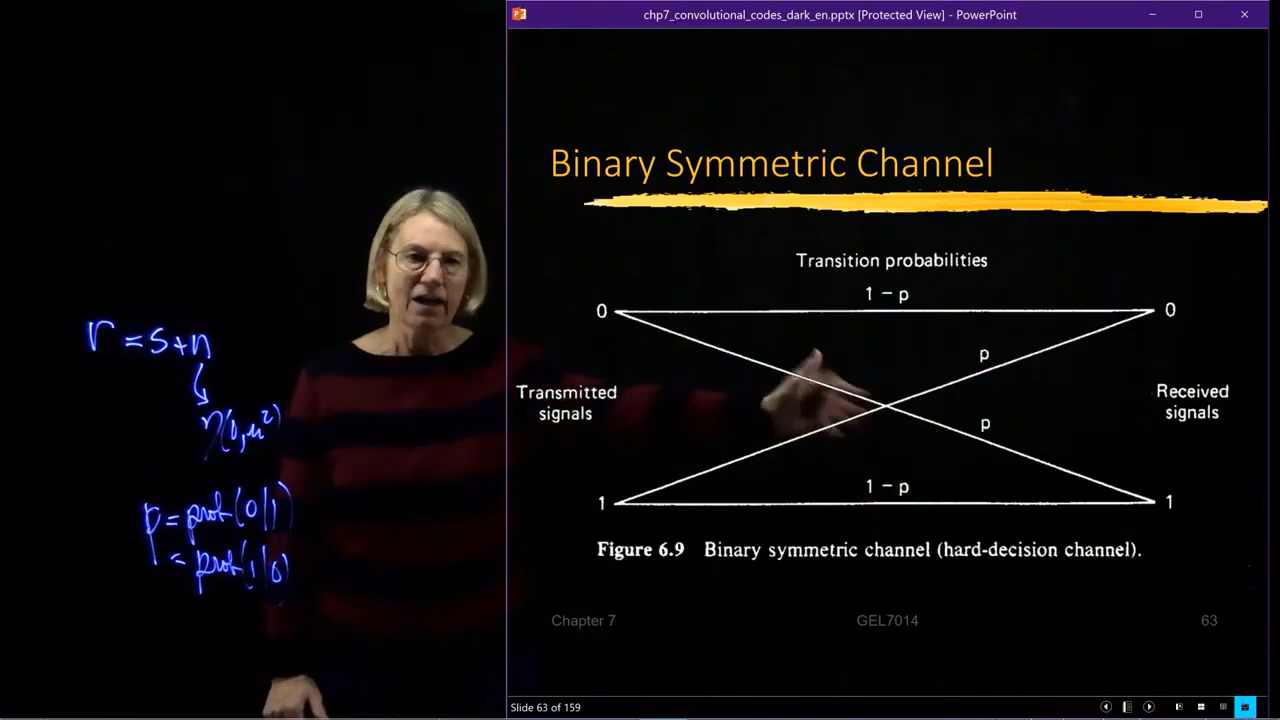 chp7_convolutional_codes_dark_en.pptx [Protected View] - PowerPoint
Binary Symmetric Channel
Transition probabilities
1 – p
0
0
p
Transmitted
signals
Received
signals
p
1 – p
1
1
Figure 6.9 Binary symmetric channel (hard-decision channel).
Chapter 7
GEL7014
63
Slide 63 of 159
r = s+n
p = prob(0|1)
= prob(1|0)